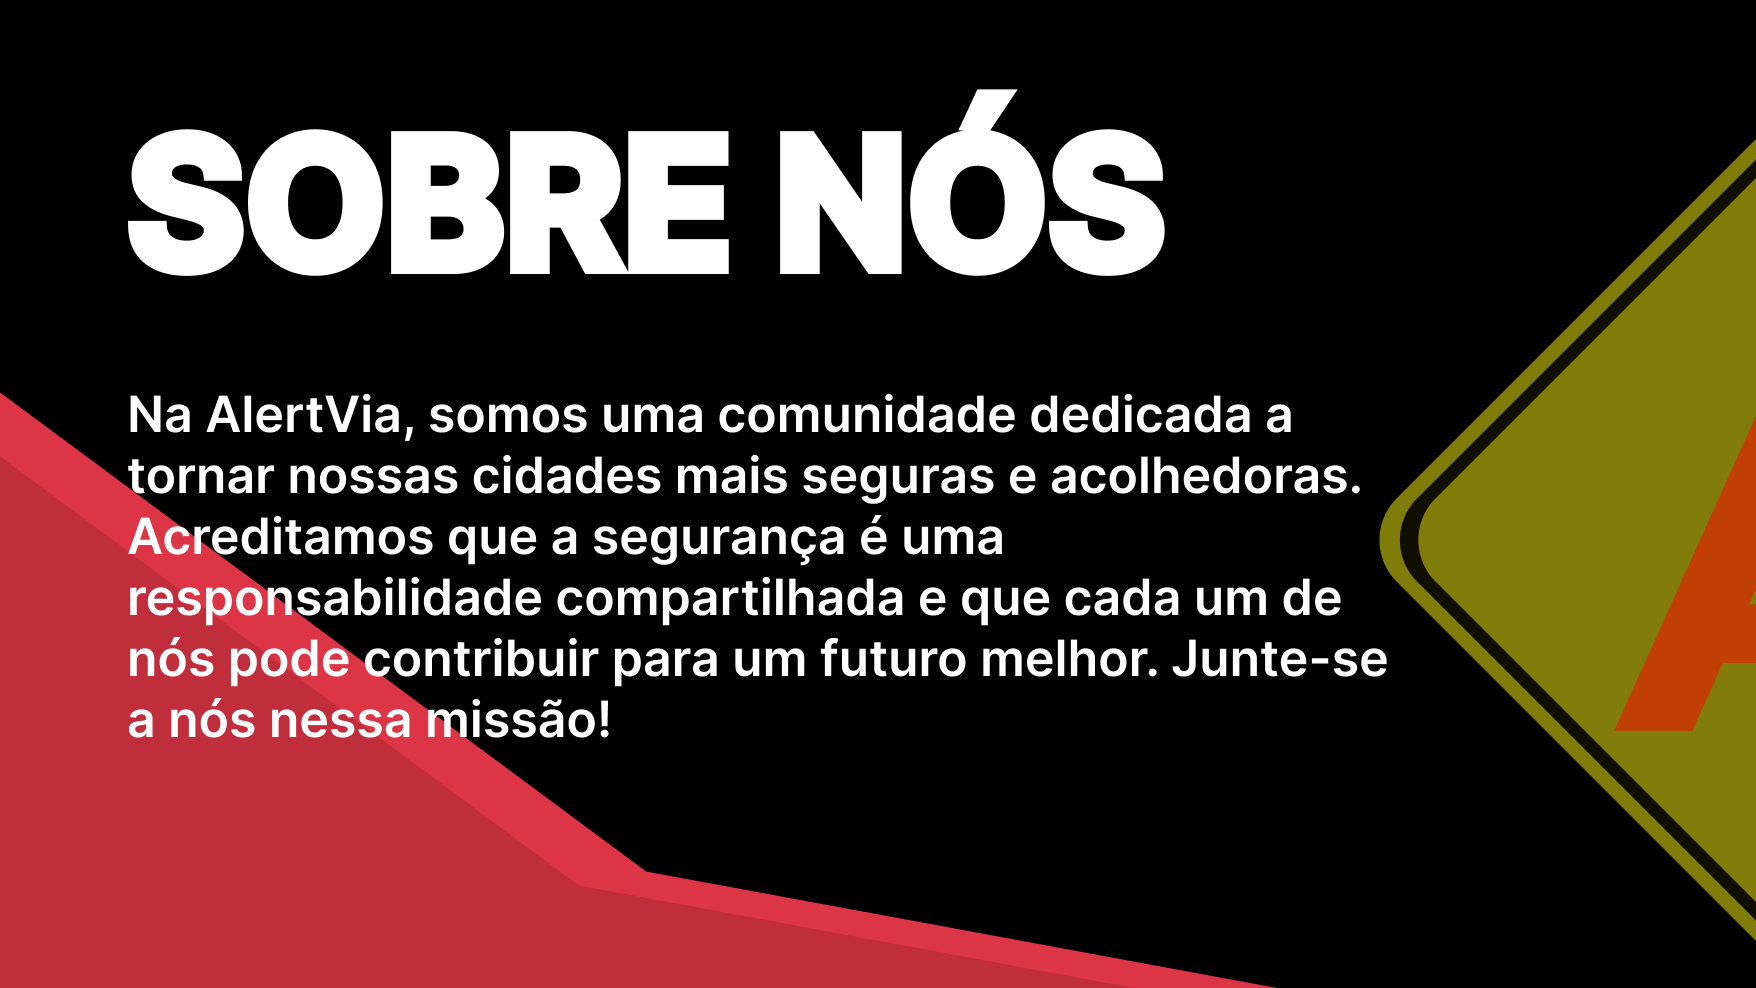 SOBRE NÓS
Na AlertVia, somos uma comunidade dedicada a
tornar nossas cidades mais seguras e acolhedoras.
Acreditamos que a segurança é uma
responsabilidade compartilhada e que cada um de
nós pode contribuir para um futuro melhor. Junte-se
a nós nessa missão!